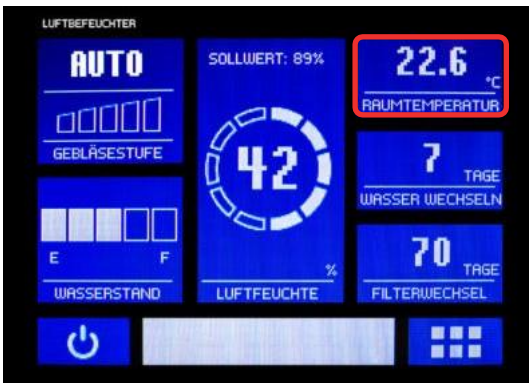 LUFTBEFEUCHTER
AUTO
GEBLÄSESTUFE
SOLLWERT: 89%
42
%
LUFTFEUCHTE
22.6 °C
RAUMTEMPERATUR
7 TAGE
WASSER WECHSELN
E F
WASSERSTAND
70 TAGE
FILTERWECHSEL